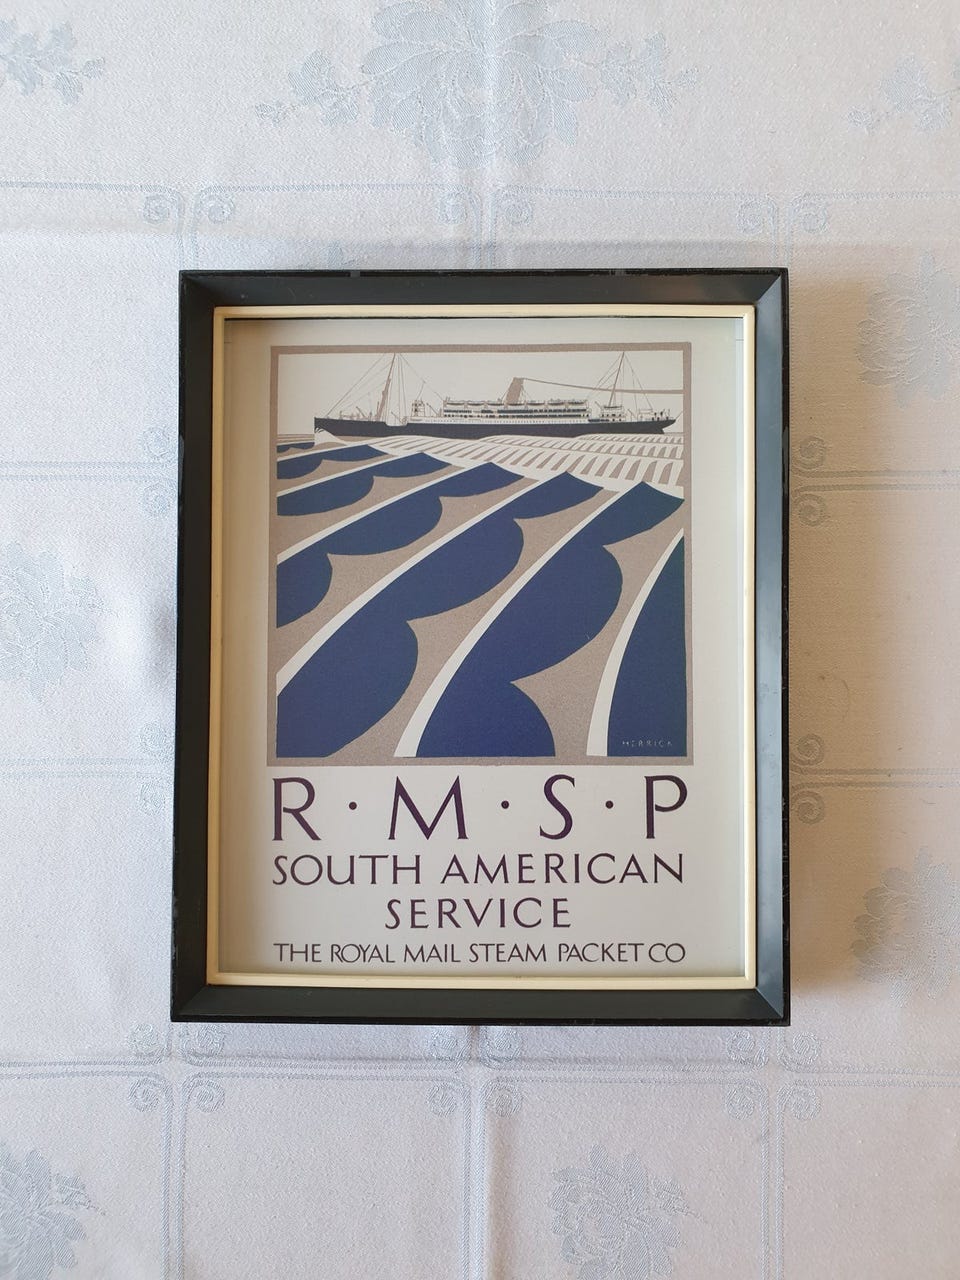 HERRICK
R·M·S·P
SOUTH AMERICAN
SERVICE
THE ROYAL MAIL STEAM PACKET CO